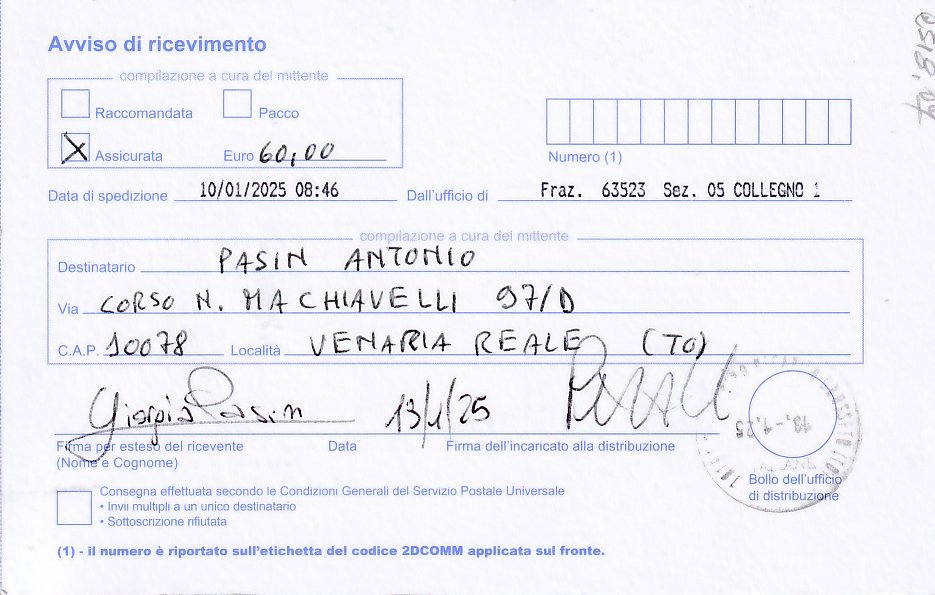 Avviso di ricevimento
compilazione a cura del mittente
Raccomandata Pacco
X Assicurata Euro 60,00
Numero (1)
Data di spedizione 10/01/2025 08:46 Dall'ufficio di Fraz. 63523 Sez. 05 COLLEGNO 1
compilazione a cura del mittente
Destinatario PASIN ANTONIO
Via CORSO N. MACHIAVELLI 97/D
C.A.P. 10078 Località VENARIA REALE (TO)
Giorgia Pasin 13/1/25
Firma per esteso del ricevente Data Firma dell'incaricato alla distribuzione
(Nome e Cognome)
Bollo dell'ufficio
di distribuzione
Consegna effettuata secondo le Condizioni Generali del Servizio Postale Universale
• Invii multipli a un unico destinatario
• Sottoscrizione rifiutata
(1) - il numero è riportato sull'etichetta del codice 2DCOMM applicata sul fronte.